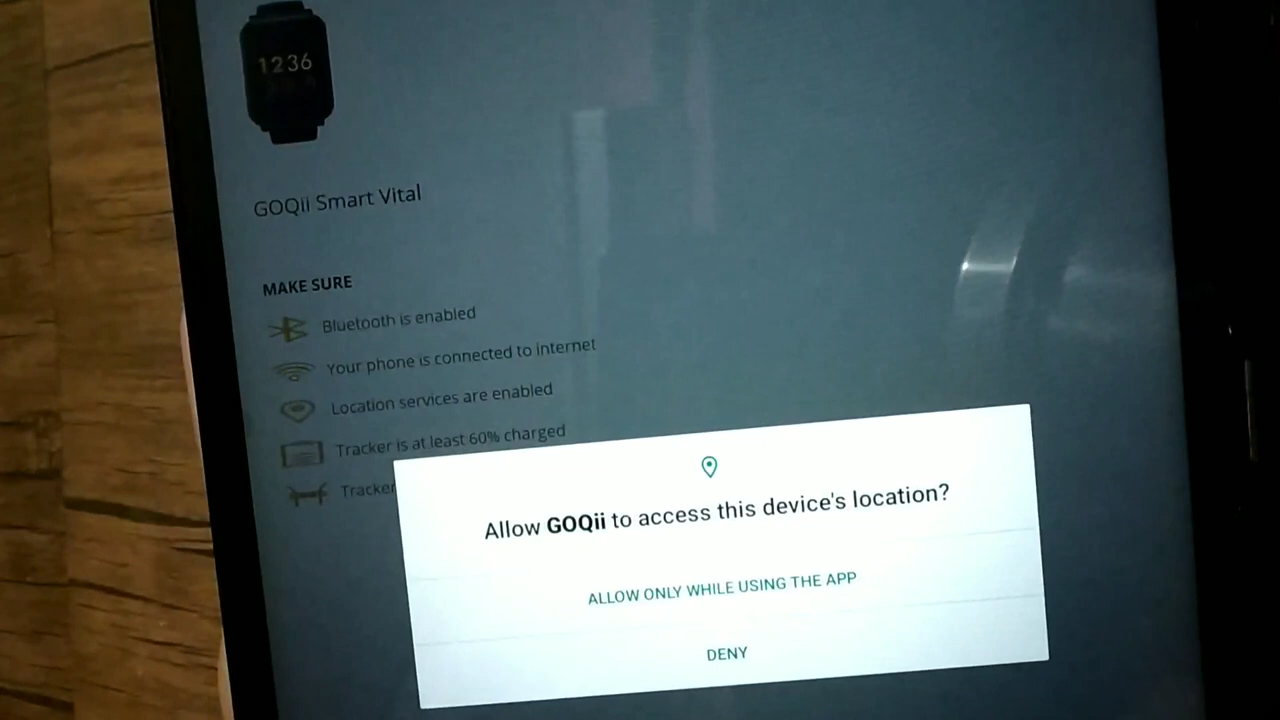 1236
GOQii Smart Vital
MAKE SURE
Bluetooth is enabled
Your phone is connected to internet
Location services are enabled
Tracker is at least 60% charged
Tracker
Allow GOQii to access this device's location?
ALLOW ONLY WHILE USING THE APP
DENY